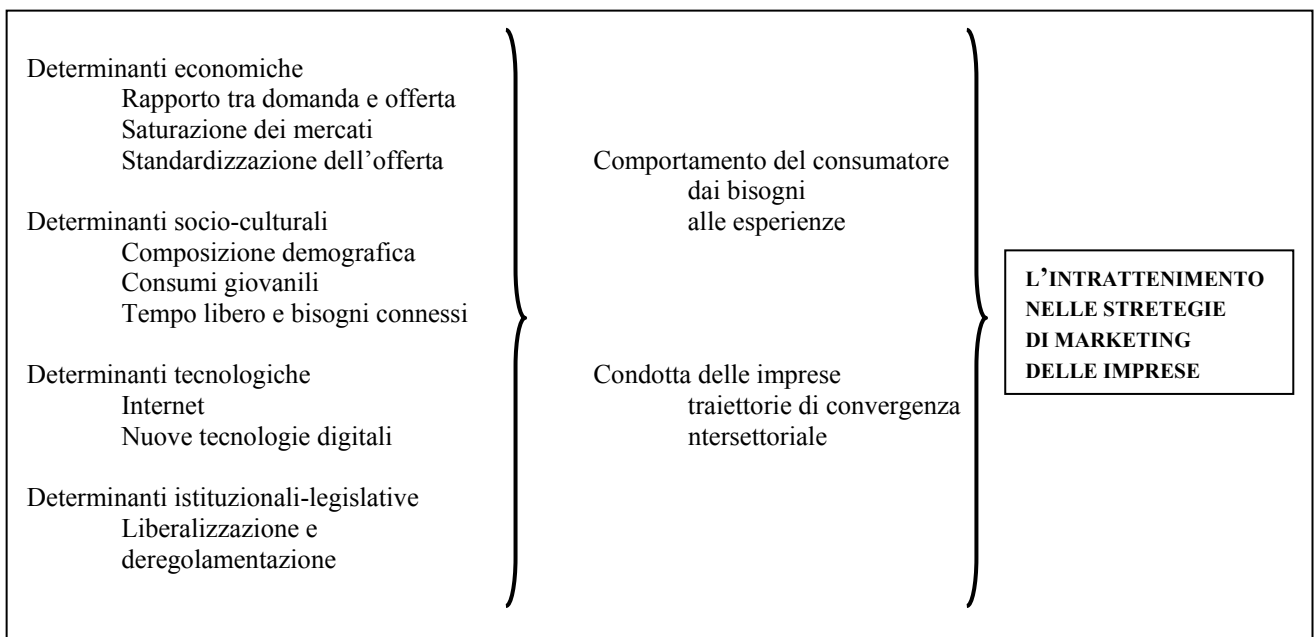 Determinanti economiche
Rapporto tra domanda e offerta
Saturazione dei mercati
Standardizzazione dell’offerta
Determinanti socio-culturali
Composizione demografica
Consumi giovanili
Tempo libero e bisogni connessi
Determinanti tecnologiche
Internet
Nuove tecnologie digitali
Determinanti istituzionali-legislative
Liberalizzazione e
deregolamentazione
Comportamento del consumatore
dai bisogni
alle esperienze
Condotta delle imprese
traiettorie di convergenza
ntersettoriale
L’INTRATTENIMENTO
NELLE STRETEGIE
DI MARKETING
DELLE IMPRESE